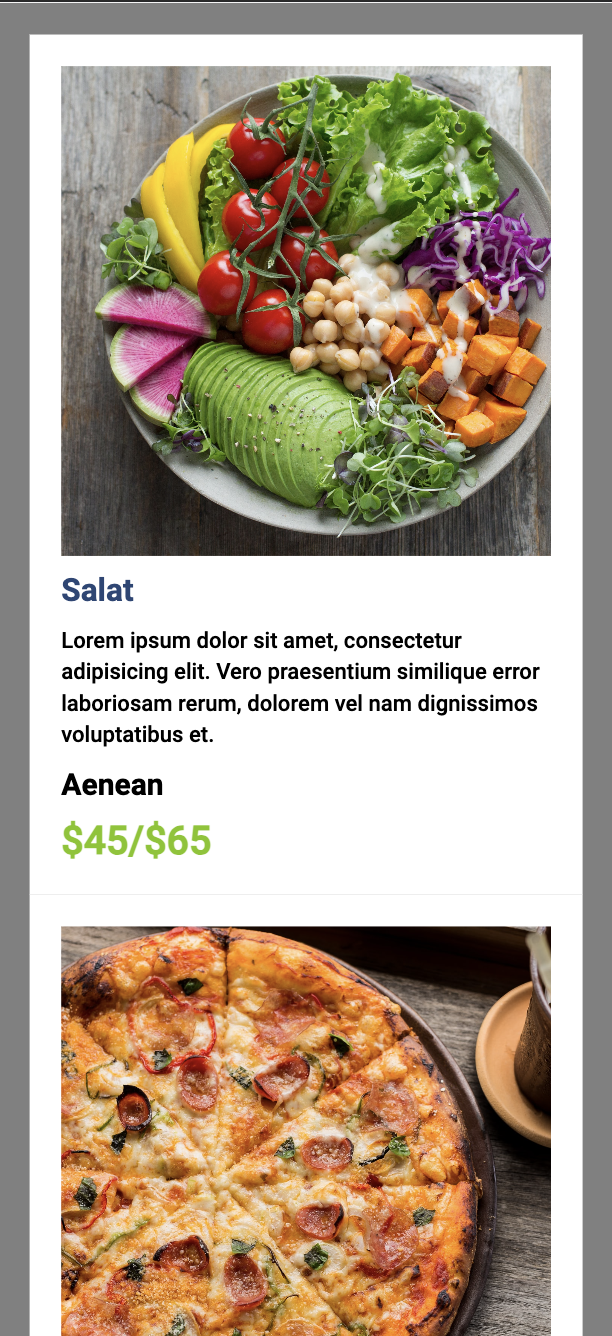 Salat
Lorem ipsum dolor sit amet, consectetur
adipisicing elit. Vero praesentium similique error
laboriosam rerum, dolorem vel nam dignissimos
voluptatibus et.
Aenean
$45/$65